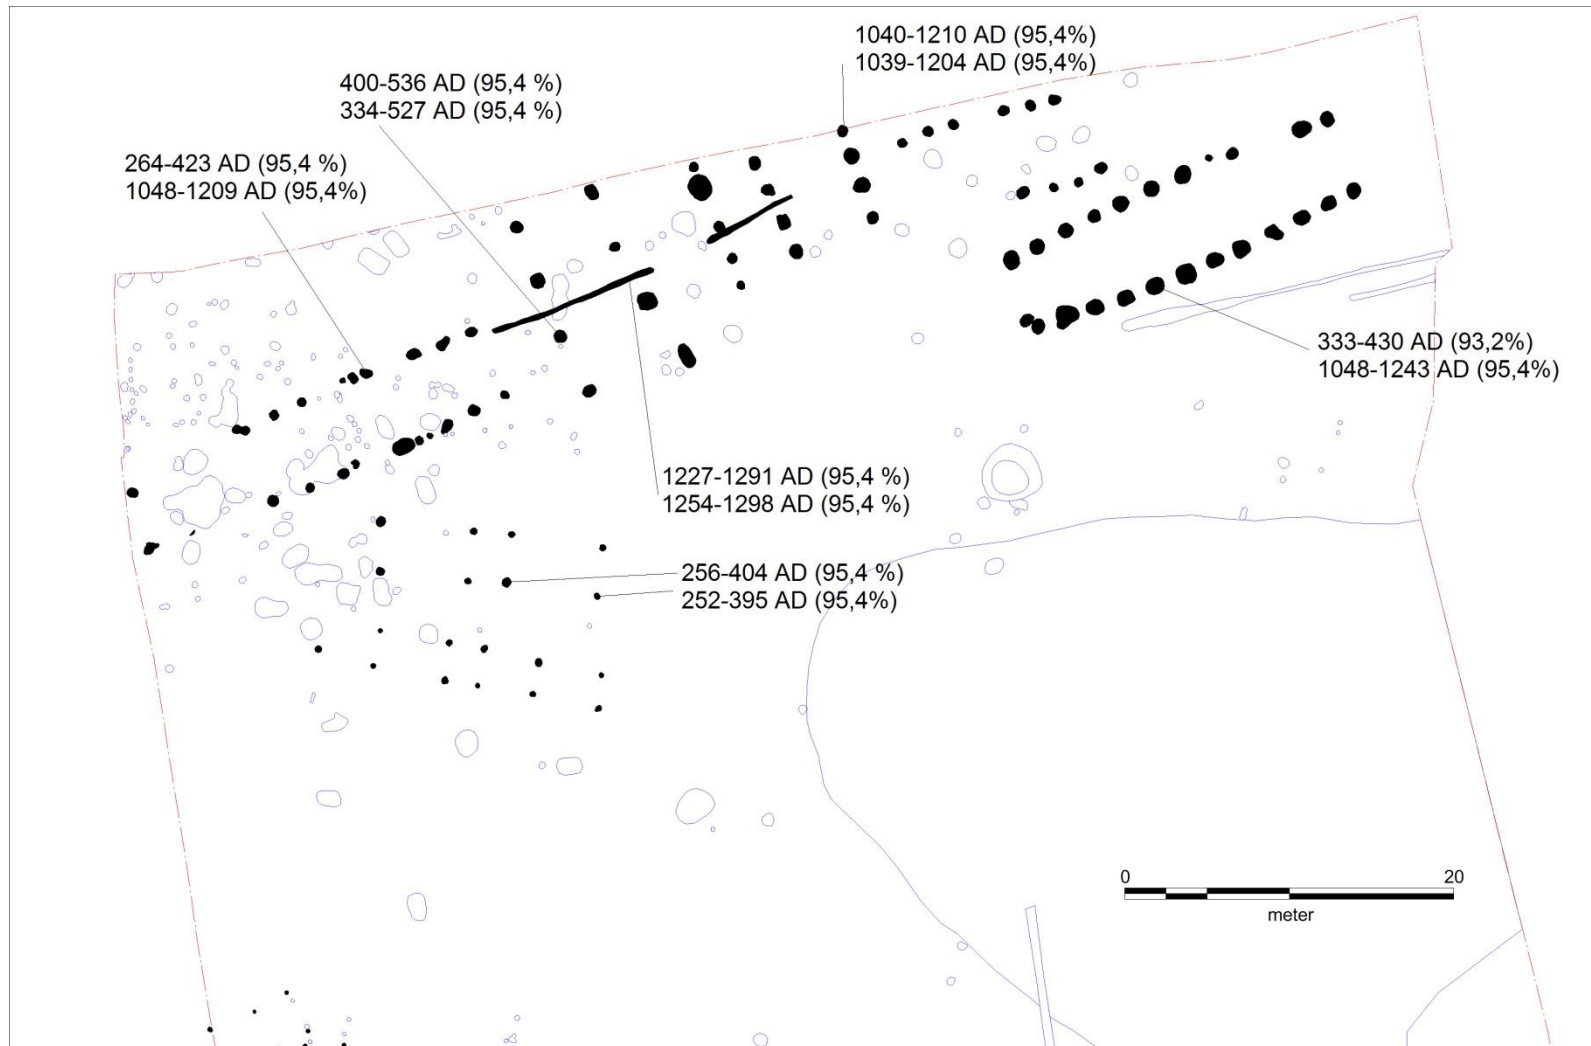 1040-1210 AD (95,4%)
1039-1204 AD (95,4%)
400-536 AD (95,4 %)
334-527 AD (95,4 %)
264-423 AD (95,4 %)
1048-1209 AD (95,4%)
333-430 AD (93,2%)
1048-1243 AD (95,4%)
1227-1291 AD (95,4 %)
1254-1298 AD (95,4 %)
256-404 AD (95,4 %)
252-395 AD (95,4%)
0 20
meter